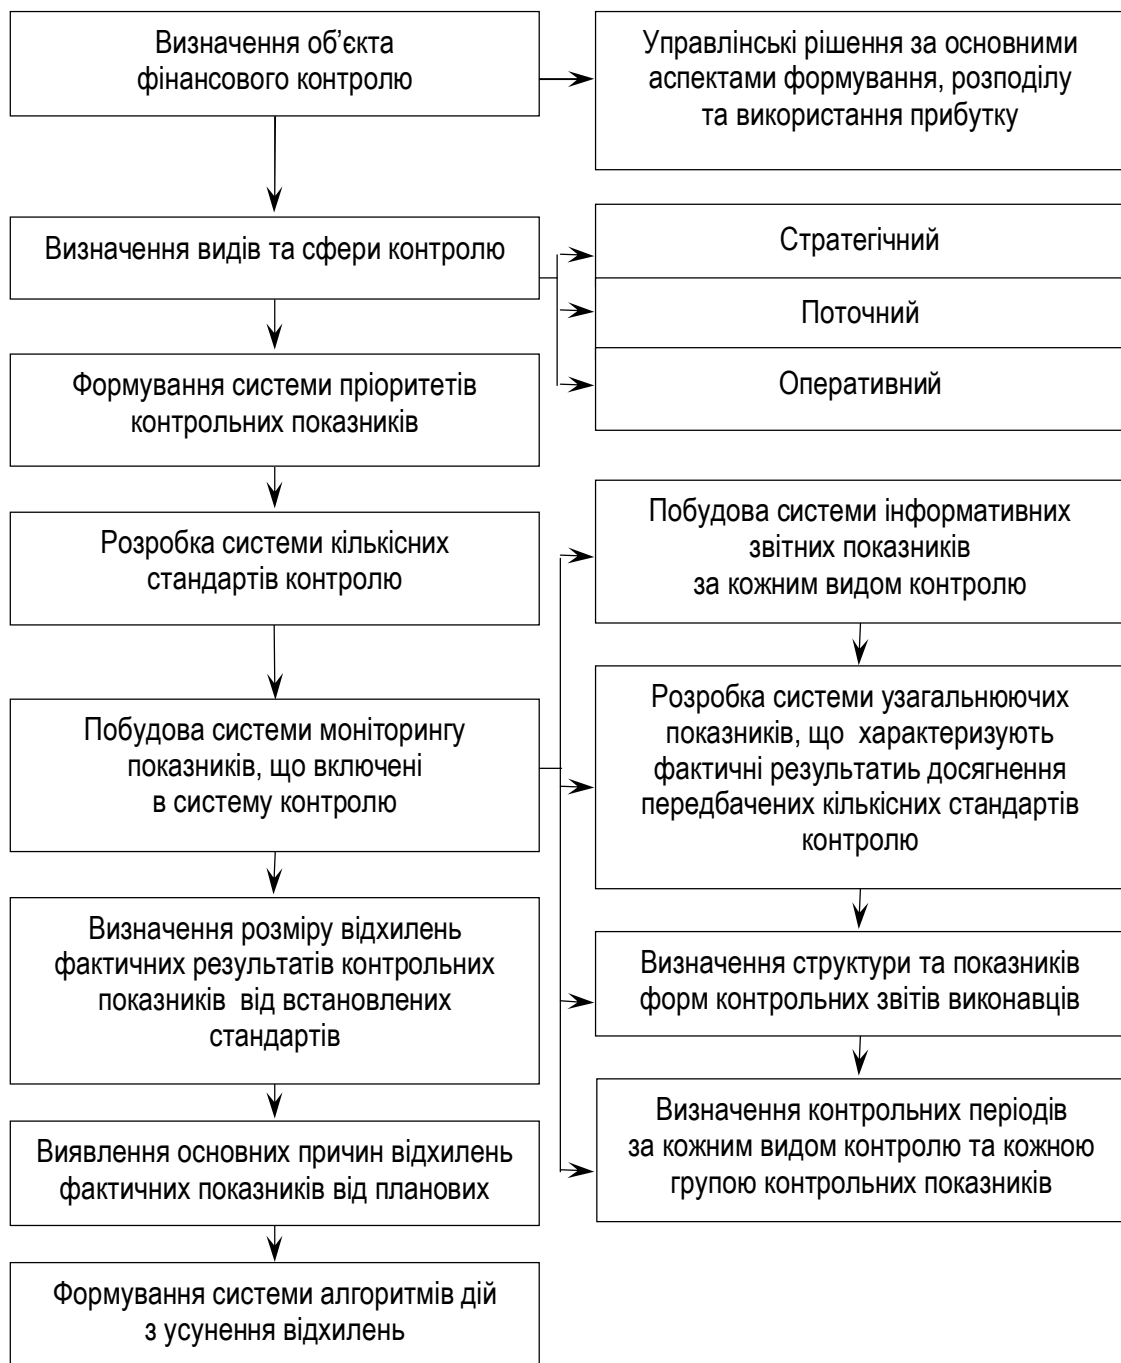 Визначення об’єкта
фінансового контролю
Управлінські рішення за основними
аспектами формування, розподілу
та використання прибутку
Визначення видів та сфери контролю
Стратегічний
Поточний
Оперативний
Формування системи пріоритетів
контрольних показників
Розробка системи кількісних
стандартів контролю
Побудова системи моніторингу
показників, що включені
в систему контролю
Побудова системи інформативних
звітних показників
за кожним видом контролю
Розробка системи узагальнюючих
показників, що  характеризують
фактичні результатиь досягнення
передбачених кількісних стандартів
контролю
Визначення структури та показників
форм контрольних звітів виконавців
Визначення контрольних періодів
за кожним видом контролю та кожною
групою контрольних показників
Визначення розміру відхилень
фактичних результатів контрольних
показників  від встановлених
стандартів
Виявлення основних причин відхилень
фактичних показників від планових
Формування системи алгоритмів дій
з усунення відхилень